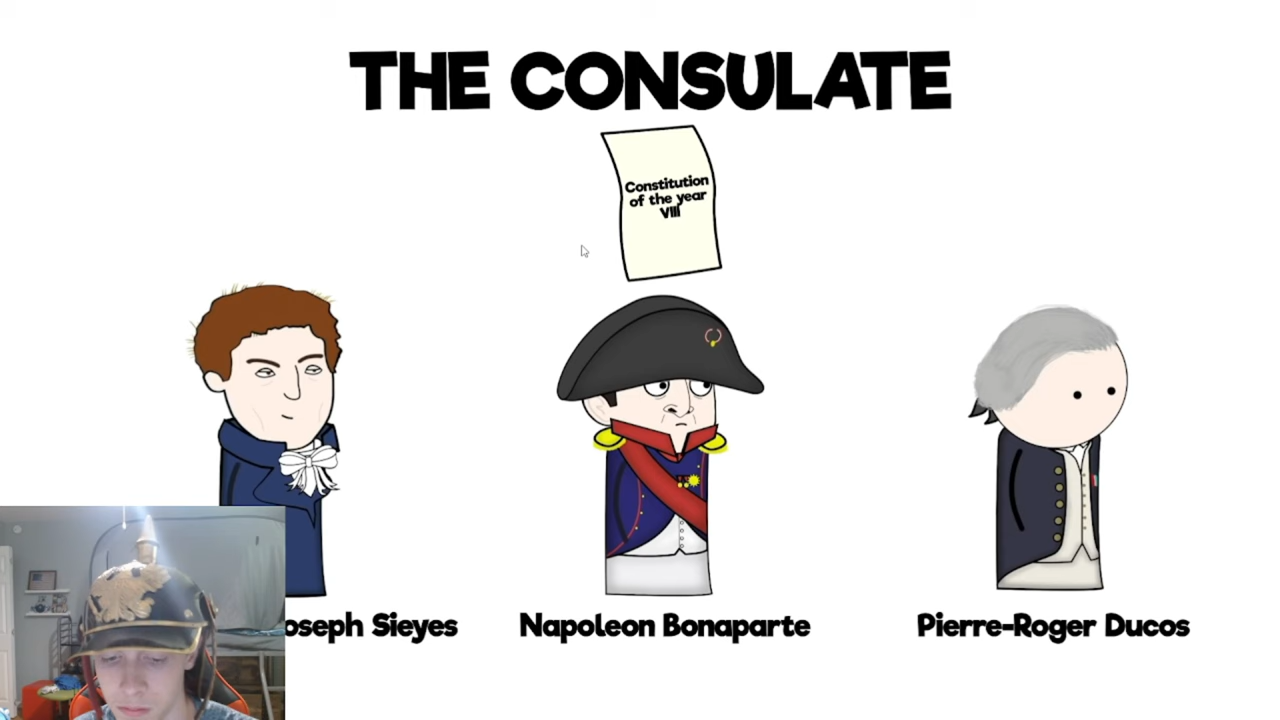 THE CONSULATE
Constitution
of the year
VIII
oseph Sieyes
Napoleon Bonaparte
Pierre-Roger Ducos